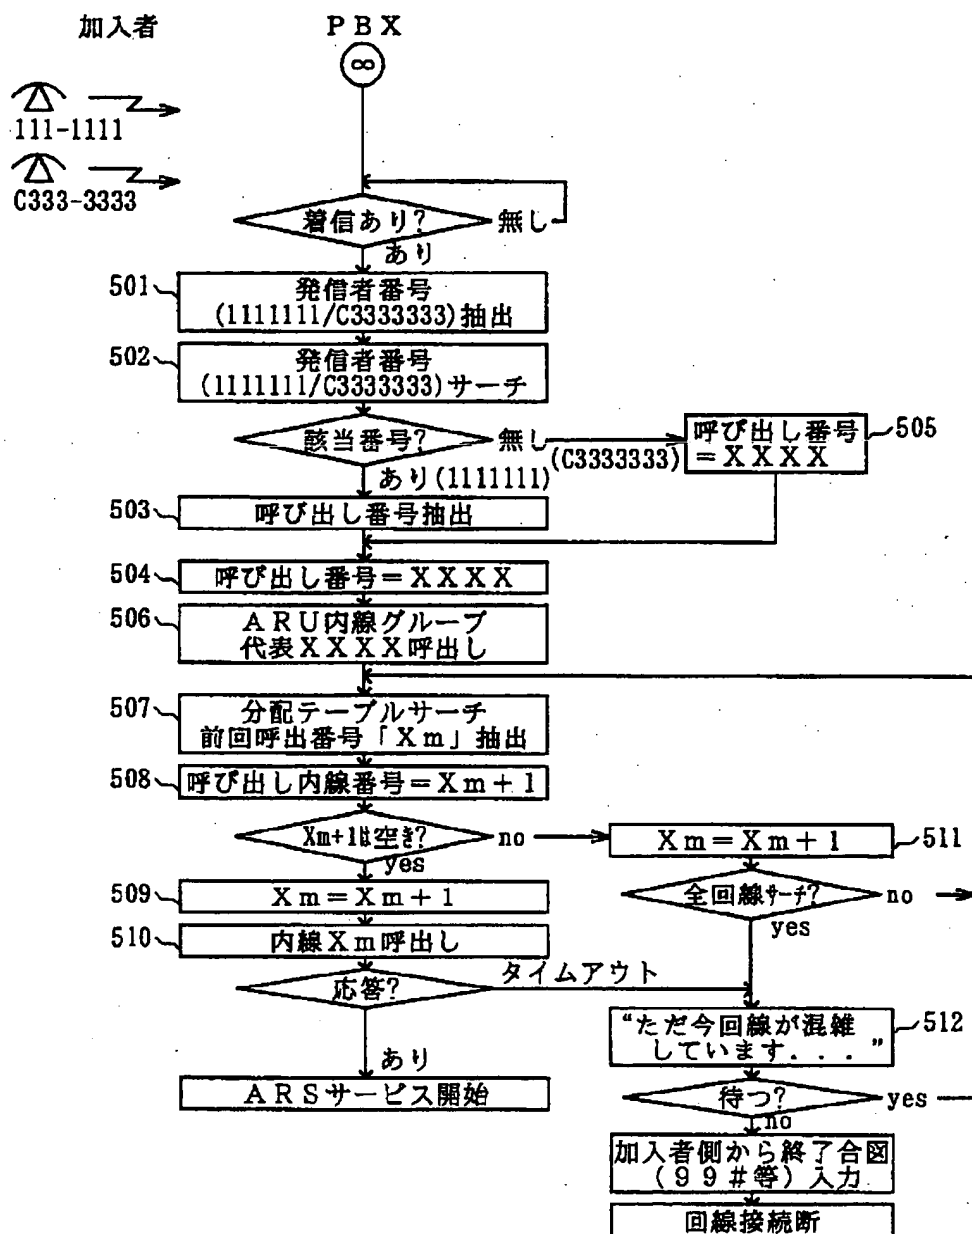 加入者
PBX
∞
111-1111
C333-3333
着信あり?
無し
あり
501
発信者番号
(1111111/C3333333)抽出
502
発信者番号
(1111111/C3333333)サーチ
該当番号?
無し
(C3333333)
あり(1111111)
呼び出し番号
=XXXX
505
503
呼び出し番号抽出
504
呼び出し番号=XXXX
506
ARU内線グループ
代表XXXX呼出し
507
分配テーブルサーチ
前回呼出番号「Xm」抽出
508
呼び出し内線番号=Xm+1
Xm+1は空き?
no
yes
Xm=Xm+1
511
509
Xm=Xm+1
全回線サーチ?
no
yes
510
内線Xm呼出し
応答?
タイムアウト
あり
“ただ今回線が混雑
しています...”
512
ARSサービス開始
待つ?
yes
no
加入者側から終了合図
(99#等)入力
回線接続断